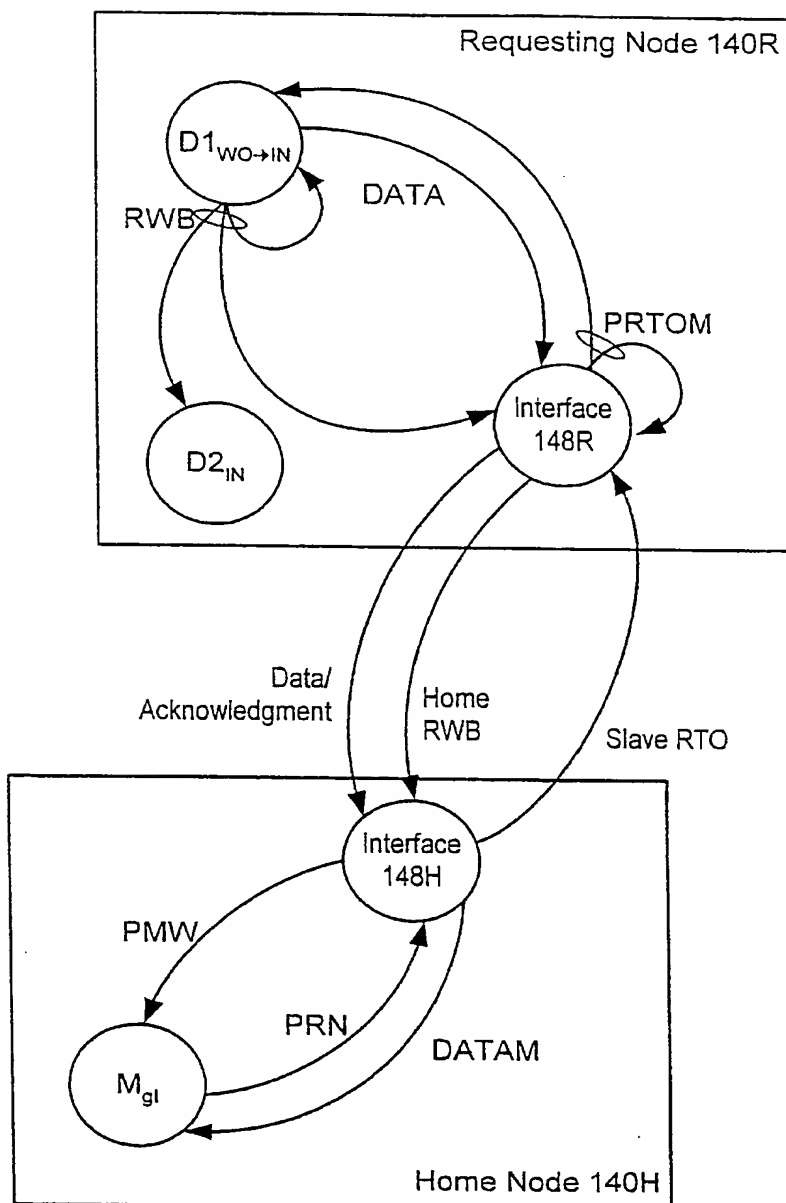 Requesting Node 140R
D1WO→IN
DATA
RWB
PRTOM
Interface
148R
D2IN
Data/
Acknowledgment
Home
RWB
Slave RTO
Interface
148H
PMW
PRN
DATAM
Mgl
Home Node 140H